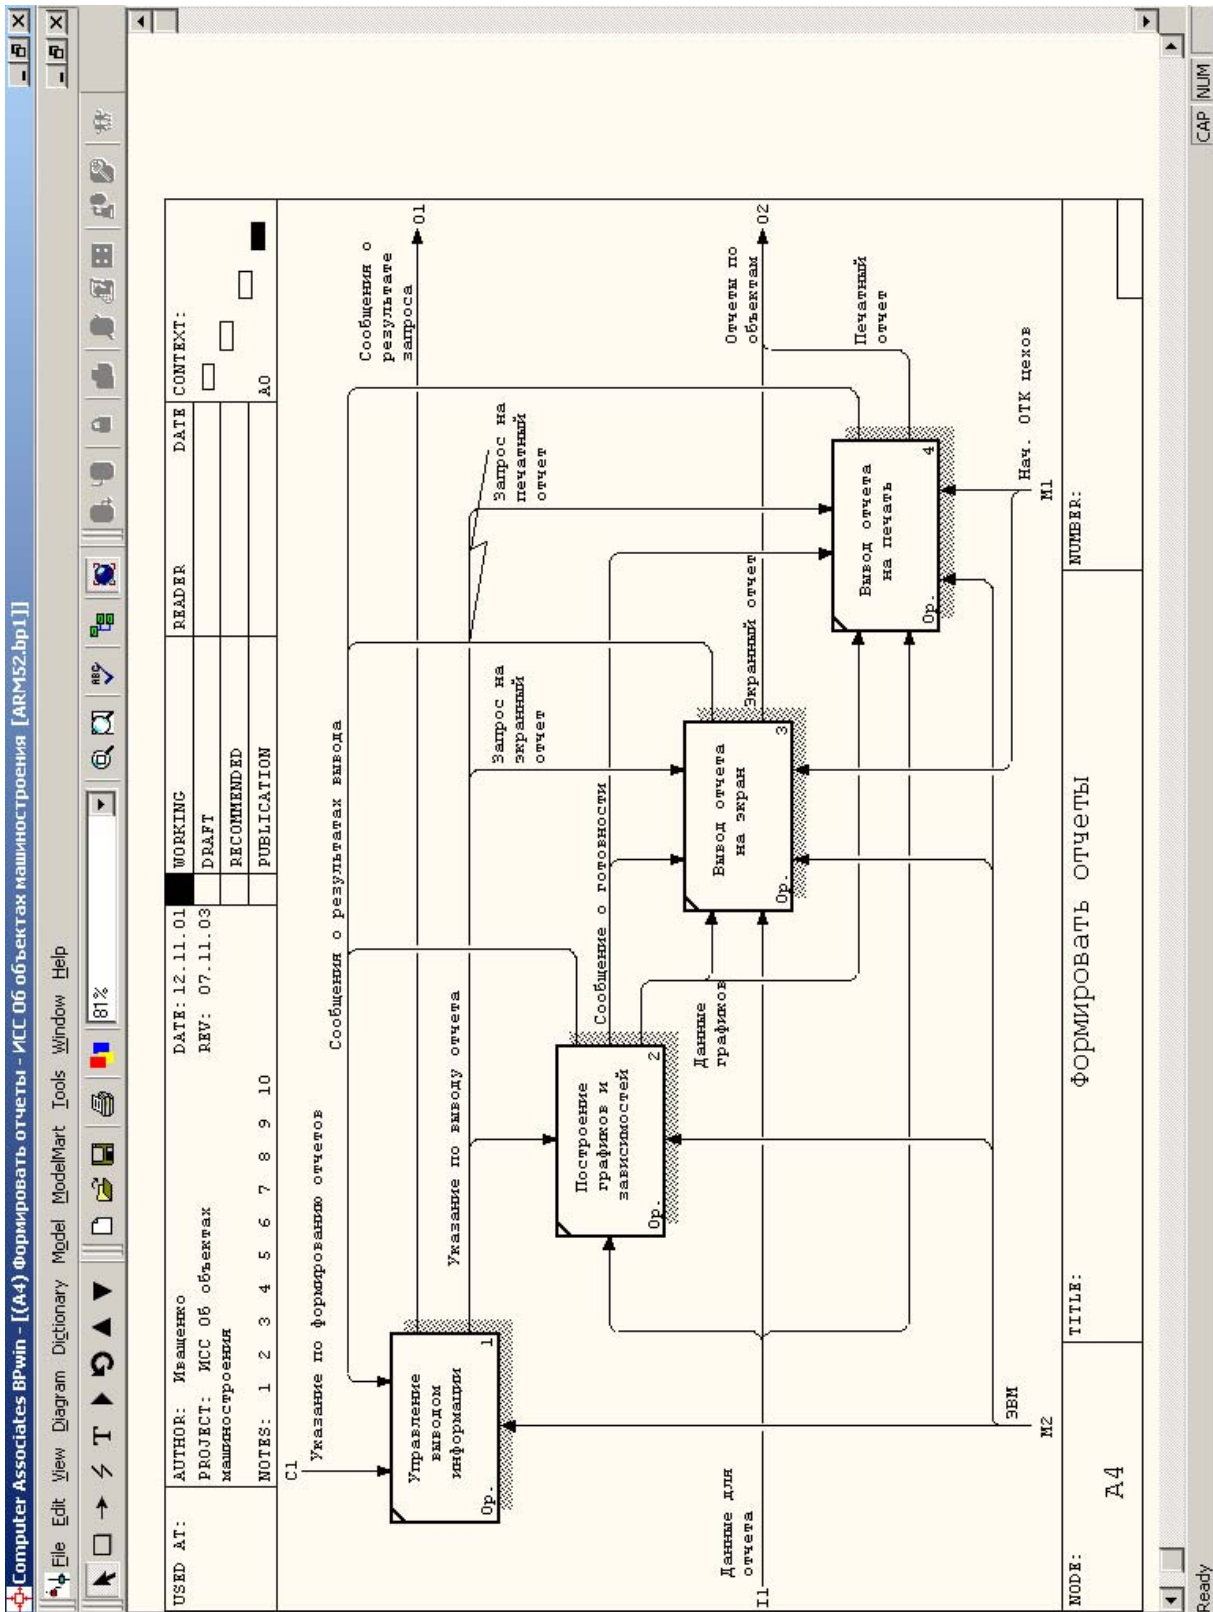 Computer Associates BPwin - [(A4) Формировать отчеты - ИСС Об объектах машиностроения [ARM52.bp1]]
File Edit View Diagram Dictionary Model ModelMart Tools Window Help
81%
USED AT:
AUTHOR: Иващенко
PROJECT: ИСС Об объектах
машиностроения
NOTES: 1 2 3 4 5 6 7 8 9 10
DATE: 12.11.01
REV: 07.11.03
WORKING
DRAFT
RECOMMENDED
PUBLICATION
READER
DATE
CONTEXT:
A0
C1
Указание по формированию отчетов
Сообщения о результатах вывода
Сообщения о
результате
запроса
O1
Управление
выводом
информации
Ор.
1
Указание по выводу отчета
Запрос на
экранный
отчет
Запрос на
печатный
отчет
Построение
графиков и
зависимостей
Ор.
2
Сообщение о готовности
Данные
графиков
Вывод отчета
на экран
Ор.
3
Экранный отчет
Отчеты по
объектам
O2
Вывод отчета
на печать
Ор.
4
Печатный
отчет
Данные для
отчета
I1
ЭВМ
M2
Нач. ОТК цехов
M1
NODE:
A4
TITLE:
Формировать отчеты
NUMBER:
Ready
CAP NUM